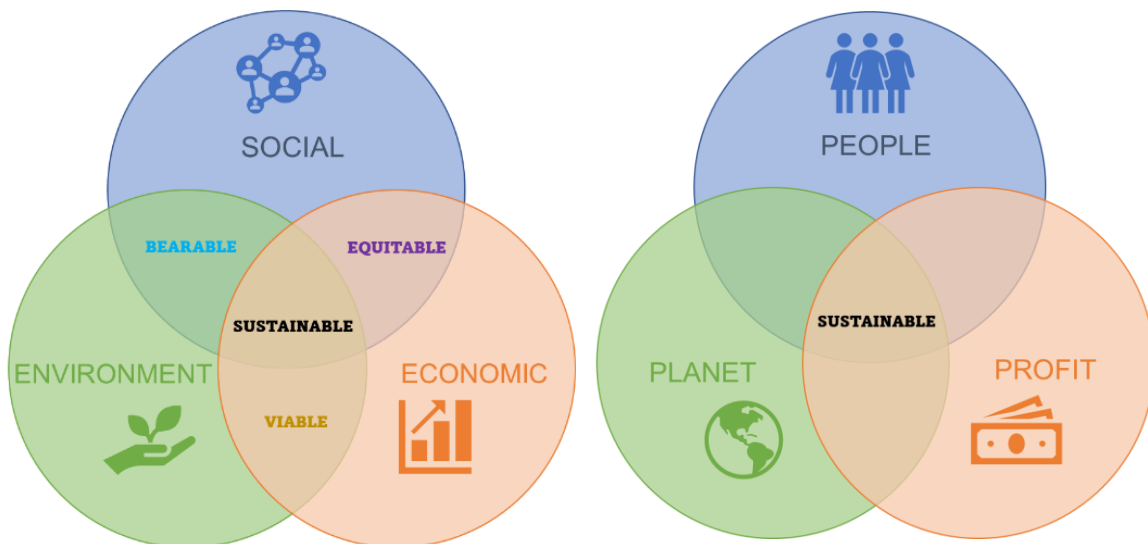 SOCIAL
BEARABLE
EQUITABLE
SUSTAINABLE
ENVIRONMENT
ECONOMIC
VIABLE
PEOPLE
SUSTAINABLE
PLANET
PROFIT